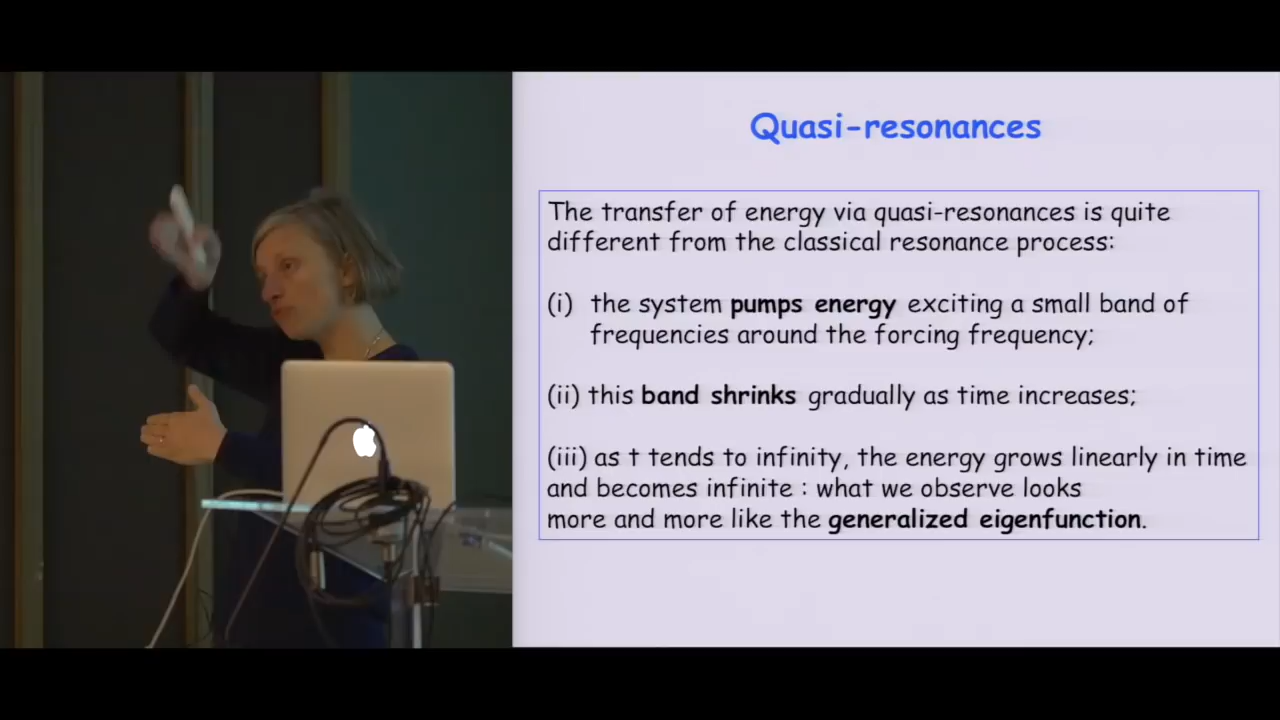 Quasi-resonances
The transfer of energy via quasi-resonances is quite
different from the classical resonance process:
(i) the system pumps energy exciting a small band of
frequencies around the forcing frequency;
(ii) this band shrinks gradually as time increases;
(iii) as t tends to infinity, the energy grows linearly in time
and becomes infinite : what we observe looks
more and more like the generalized eigenfunction.